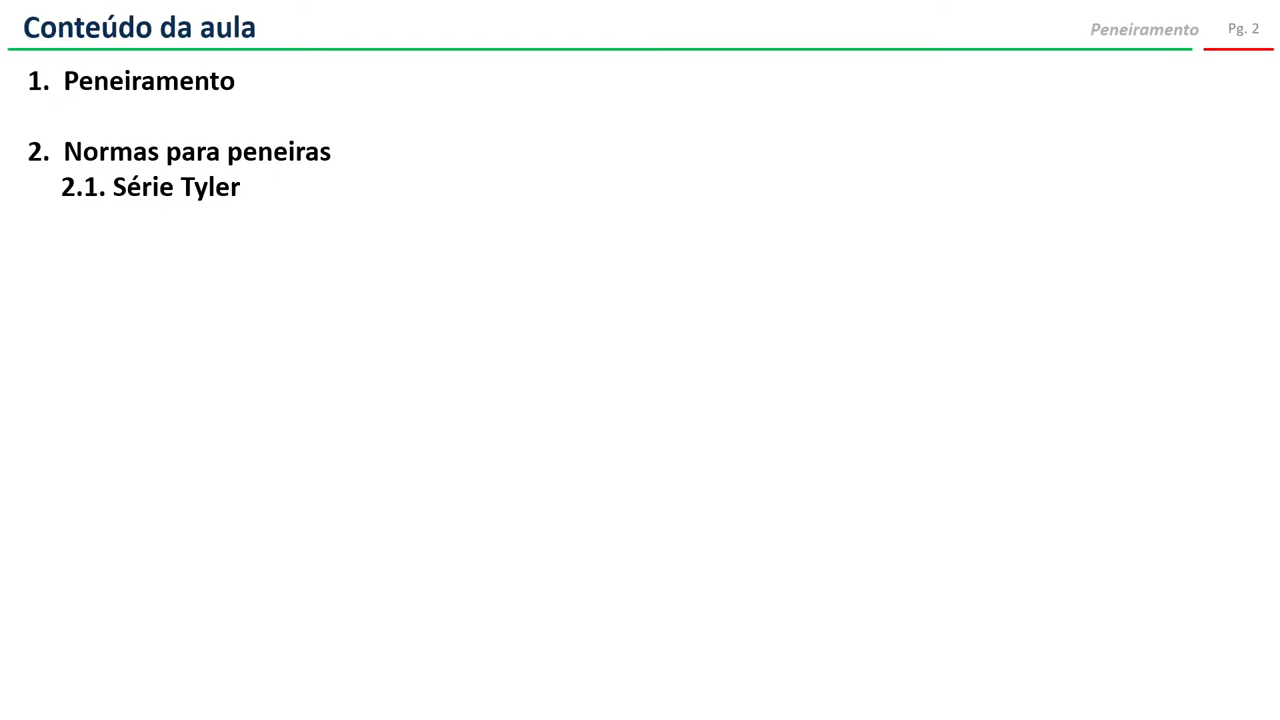 Conteúdo da aula
Peneiramento
Pg. 2
1. Peneiramento
2. Normas para peneiras
2.1. Série Tyler